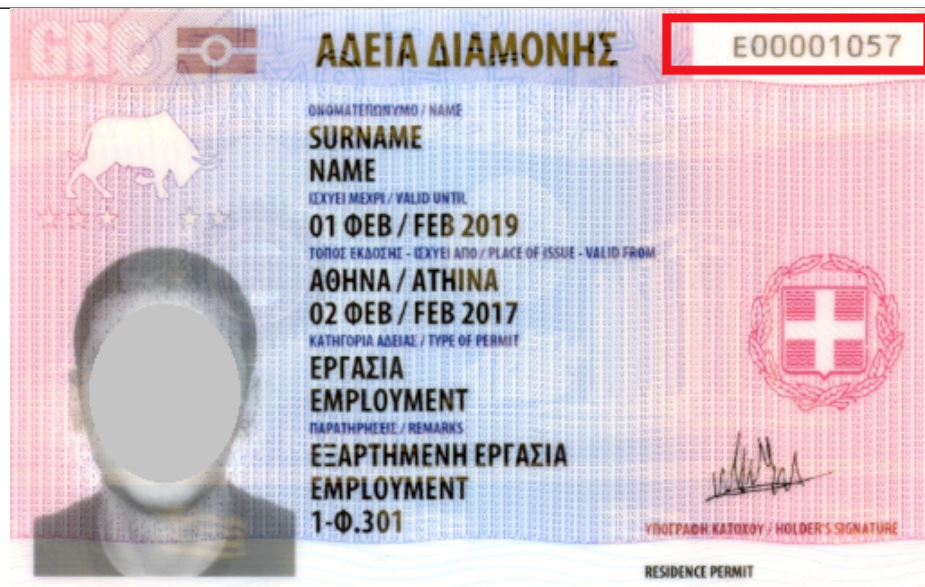 GRC
ΑΔΕΙΑ ΔΙΑΜΟΝΗΣ
E00001057
ΟΝΟΜΑΤΕΠΩΝΥΜΟ / NAME
SURNAME
NAME
ΙΣΧΥΕΙ ΜΕΧΡΙ / VALID UNTIL
01 ΦΕΒ / FEB 2019
ΤΟΠΟΣ ΕΚΔΟΣΗΣ - ΙΣΧΥΕΙ ΑΠΟ / PLACE OF ISSUE - VALID FROM
ΑΘΗΝΑ / ATHINA
02 ΦΕΒ / FEB 2017
ΚΑΤΗΓΟΡΙΑ ΑΔΕΙΑΣ / TYPE OF PERMIT
ΕΡΓΑΣΙΑ
EMPLOYMENT
ΠΑΡΑΤΗΡΗΣΕΙΣ / REMARKS
ΕΞΑΡΤΗΜΕΝΗ ΕΡΓΑΣΙΑ
EMPLOYMENT
1-Φ.301
ΥΠΟΓΡΑΦΗ ΚΑΤΟΧΟΥ / HOLDER'S SIGNATURE
RESIDENCE PERMIT